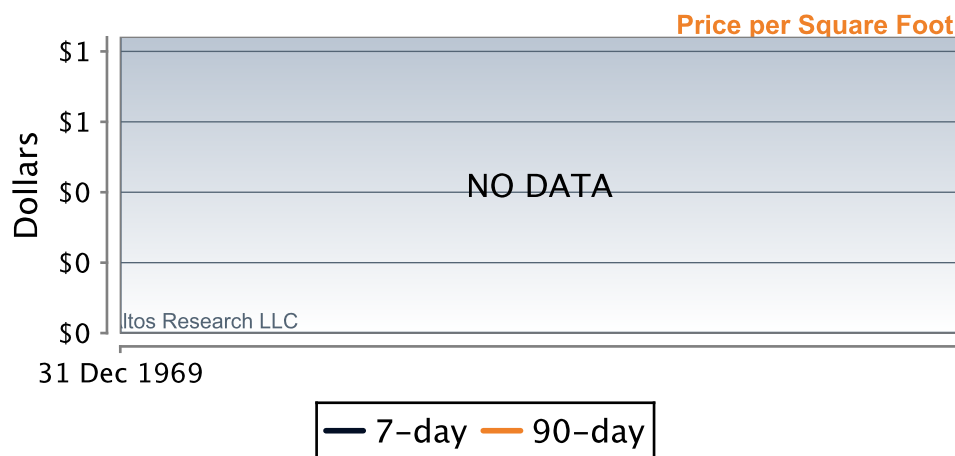 Price per Square Foot
$1
$1
$0
$0
$0
Dollars
NO DATA
ltos Research LLC
31 Dec 1969
7-day 90-day